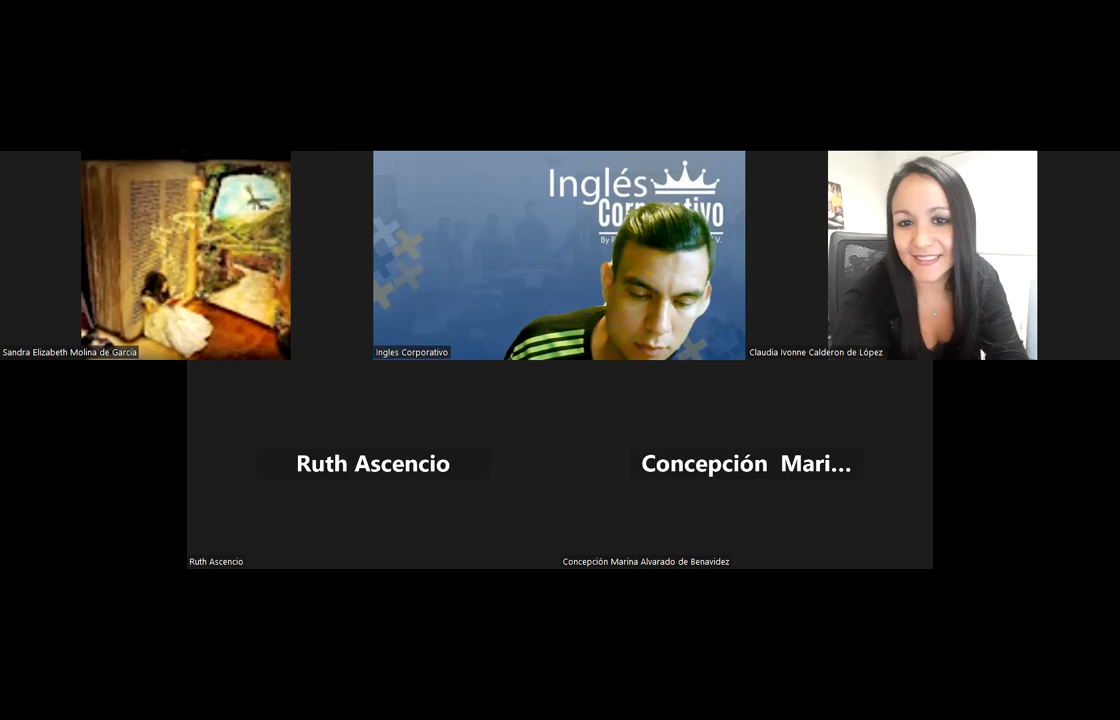 Inglés
Corporativo
By P
V.
Sandra Elizabeth Molina de García
Ingles Corporativo
Claudia Ivonne Calderon de López
Ruth Ascencio
Concepción Mari...
Ruth Ascencio
Concepción Marina Alvarado de Benavidez